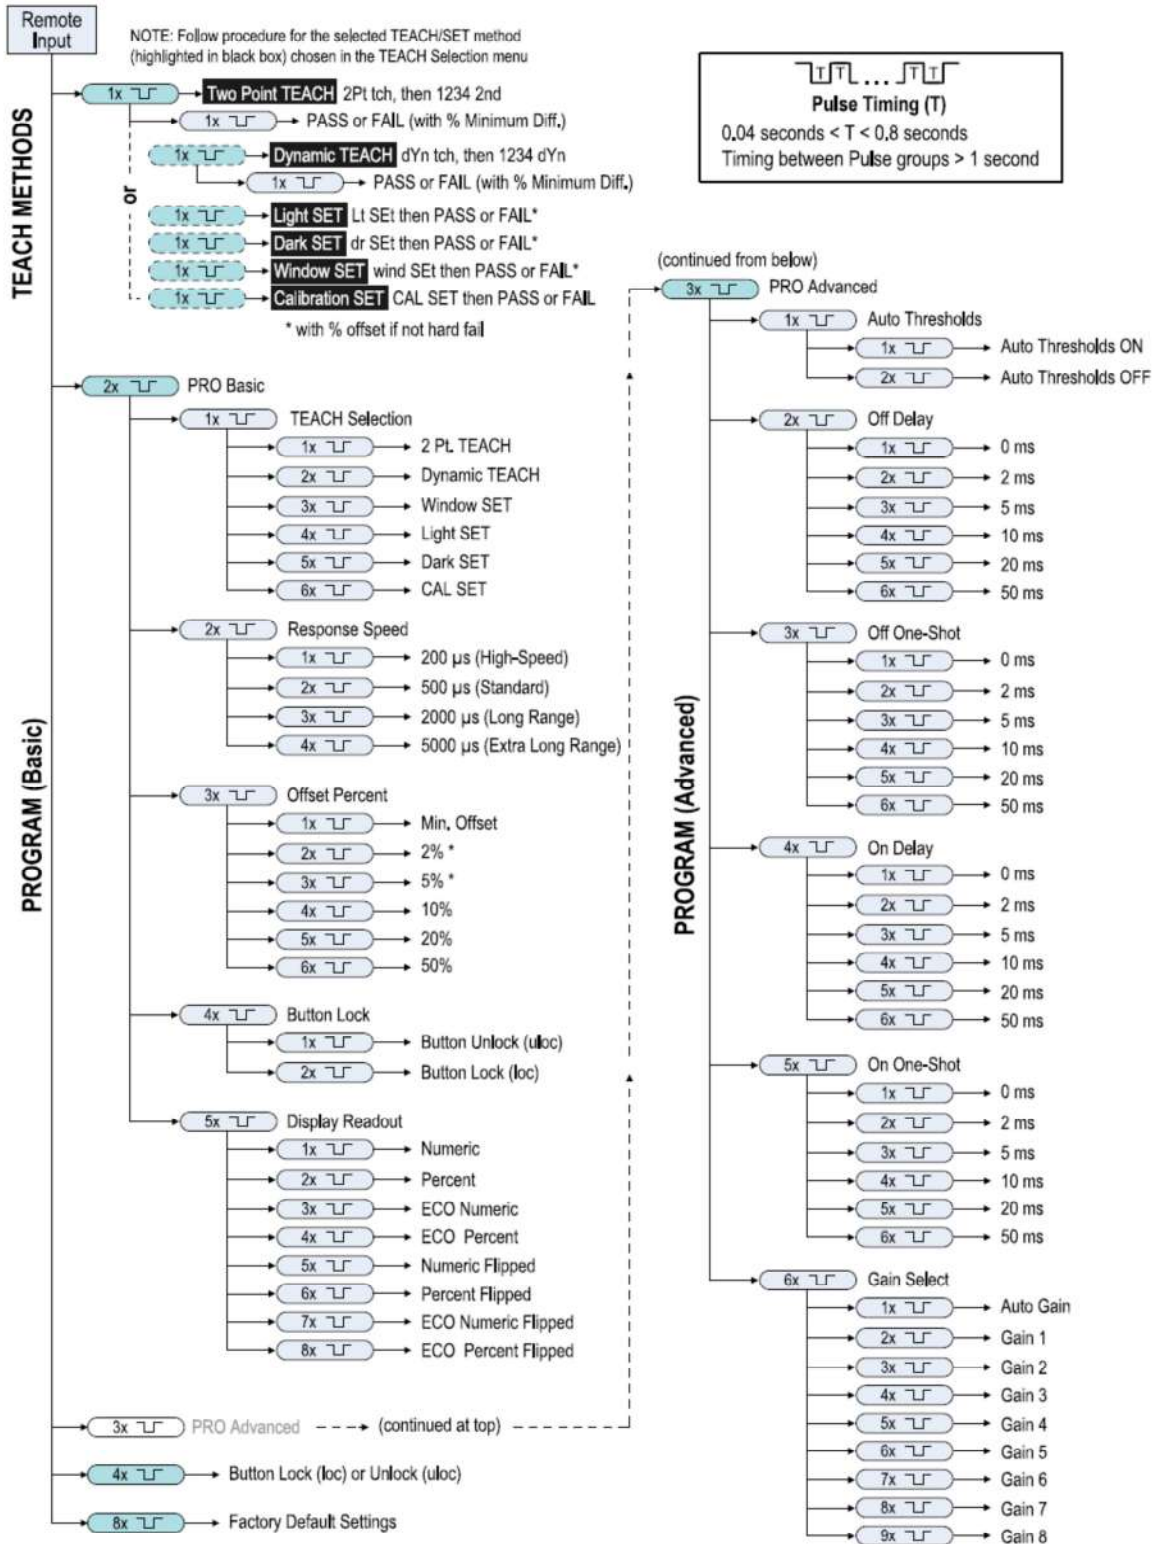 Remote
Input
NOTE: Follow procedure for the selected TEACH/SET method
(highlighted in black box) chosen in the TEACH Selection menu
TEACH METHODS
1x Two Point TEACH 2Pt tch, then 1234 2nd
1x PASS or FAIL (with % Minimum Diff.)
or
1x Dynamic TEACH dYn tch, then 1234 dYn
1x PASS or FAIL (with % Minimum Diff.)
1x Light SET Lt SEt then PASS or FAIL*
1x Dark SET dr SEt then PASS or FAIL*
1x Window SET wind SEt then PASS or FAIL*
1x Calibration SET CAL SET then PASS or FAIL
* with % offset if not hard fail
T T ... T T
Pulse Timing (T)
0.04 seconds < T < 0.8 seconds
Timing between Pulse groups > 1 second
PROGRAM (Basic)
2x PRO Basic
1x TEACH Selection
1x 2 Pt. TEACH
2x Dynamic TEACH
3x Window SET
4x Light SET
5x Dark SET
6x CAL SET
2x Response Speed
1x 200 µs (High-Speed)
2x 500 µs (Standard)
3x 2000 µs (Long Range)
4x 5000 µs (Extra Long Range)
3x Offset Percent
1x Min. Offset
2x 2% *
3x 5% *
4x 10%
5x 20%
6x 50%
4x Button Lock
1x Button Unlock (uloc)
2x Button Lock (loc)
5x Display Readout
1x Numeric
2x Percent
3x ECO Numeric
4x ECO Percent
5x Numeric Flipped
6x Percent Flipped
7x ECO Numeric Flipped
8x ECO Percent Flipped
3x PRO Advanced (continued at top)
4x Button Lock (loc) or Unlock (uloc)
8x Factory Default Settings
PROGRAM (Advanced)
(continued from below)
3x PRO Advanced
1x Auto Thresholds
1x Auto Thresholds ON
2x Auto Thresholds OFF
2x Off Delay
1x 0 ms
2x 2 ms
3x 5 ms
4x 10 ms
5x 20 ms
6x 50 ms
3x Off One-Shot
1x 0 ms
2x 2 ms
3x 5 ms
4x 10 ms
5x 20 ms
6x 50 ms
4x On Delay
1x 0 ms
2x 2 ms
3x 5 ms
4x 10 ms
5x 20 ms
6x 50 ms
5x On One-Shot
1x 0 ms
2x 2 ms
3x 5 ms
4x 10 ms
5x 20 ms
6x 50 ms
6x Gain Select
1x Auto Gain
2x Gain 1
3x Gain 2
4x Gain 3
5x Gain 4
6x Gain 5
7x Gain 6
8x Gain 7
9x Gain 8